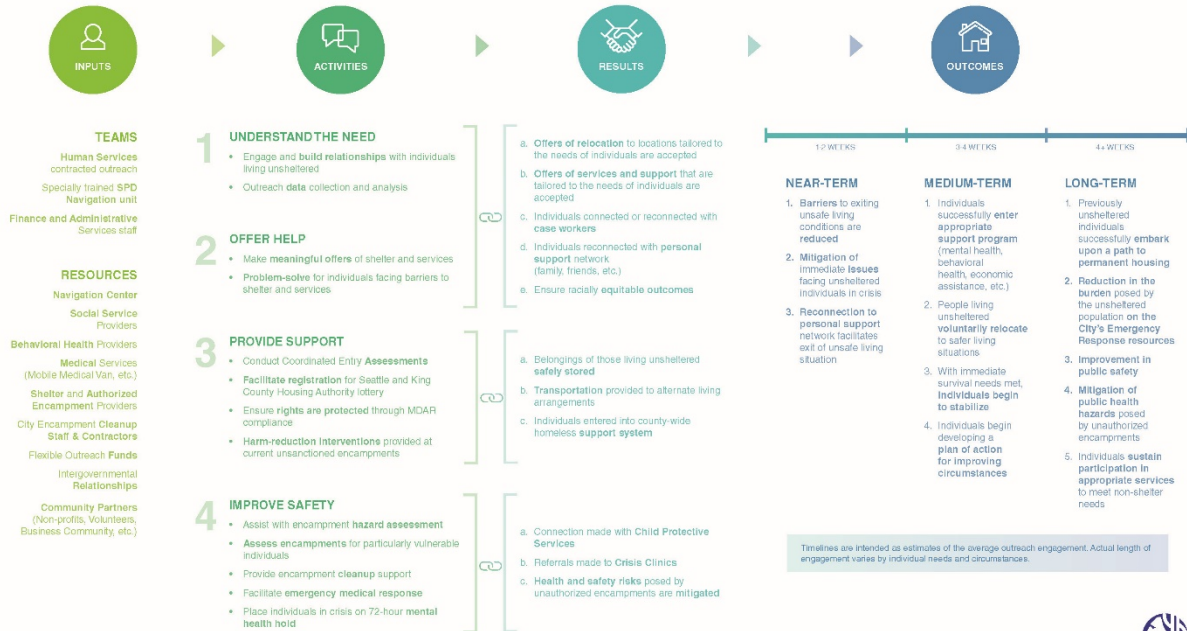 INPUTS
ACTIVITIES
RESULTS
OUTCOMES
TEAMS
Human Services
contracted outreach
Specially trained SPD
Navigation unit
Finance and Administrative
Services staff
RESOURCES
Navigation Center
Social Service
Providers
Behavioral Health Providers
Medical Services
(Mobile Medical Van, etc.)
Shelter and Authorized
Encampment Providers
City Encampment Cleanup
Staff & Contractors
Flexible Outreach Funds
Intergovernmental
Relationships
Community Partners
(Non-profits, Volunteers,
Business Community, etc.)
1 UNDERSTAND THE NEED
• Engage and build relationships with individuals
living unsheltered
• Outreach data collection and analysis
2 OFFER HELP
• Make meaningful offers of shelter and services
• Problem-solve for individuals facing barriers to
shelter and services
3 PROVIDE SUPPORT
• Conduct Coordinated Entry Assessments
• Facilitate registration for Seattle and King
County Housing Authority lottery
• Ensure rights are protected through MDAR
compliance
• Harm-reduction interventions provided at
current unsanctioned encampments
4 IMPROVE SAFETY
• Assist with encampment hazard assessment
• Assess encampments for particularly vulnerable
individuals
• Provide encampment cleanup support
• Facilitate emergency medical response
• Place individuals in crisis on 72-hour mental
health hold
a. Offers of relocation to locations tailored to
the needs of individuals are accepted
b. Offers of services and support that are
tailored to the needs of individuals are
accepted
c. Individuals connected or reconnected with
case workers
d. Individuals reconnected with personal
support network
(family, friends, etc.)
e. Ensure racially equitable outcomes
a. Belongings of those living unsheltered
safely stored
b. Transportation provided to alternate living
arrangements
c. Individuals entered into county-wide
homeless support system
a. Connection made with Child Protective
Services
b. Referrals made to Crisis Clinics
c. Health and safety risks posed by
unauthorized encampments are mitigated
1-2 WEEKS
3-4 WEEKS
4+ WEEKS
NEAR-TERM
1. Barriers to exiting
unsafe living
conditions are
reduced
2. Mitigation of
immediate issues
facing unsheltered
individuals in crisis
3. Reconnection to
personal support
network facilitates
exit of unsafe living
situation
MEDIUM-TERM
1. Individuals
successfully enter
appropriate
support program
(mental health,
behavioral
health, economic
assistance, etc.)
2. People living
unsheltered
voluntarily relocate
to safer living
situations
3. With immediate
survival needs met,
individuals begin
to stabilize
4. Individuals begin
developing a
plan of action
for improving
circumstances
LONG-TERM
1. Previously
unsheltered
individuals
successfully embark
upon a path to
permanent housing
2. Reduction in the
burden posed by
the unsheltered
population on the
City's Emergency
Response resources
3. Improvement in
public safety
4. Mitigation of
public health
hazards posed
by unauthorized
encampments
5. Individuals sustain
participation in
appropriate services
to meet non-shelter
needs
Timelines are intended as estimates of the average outreach engagement. Actual length of
engagement varies by individual needs and circumstances.